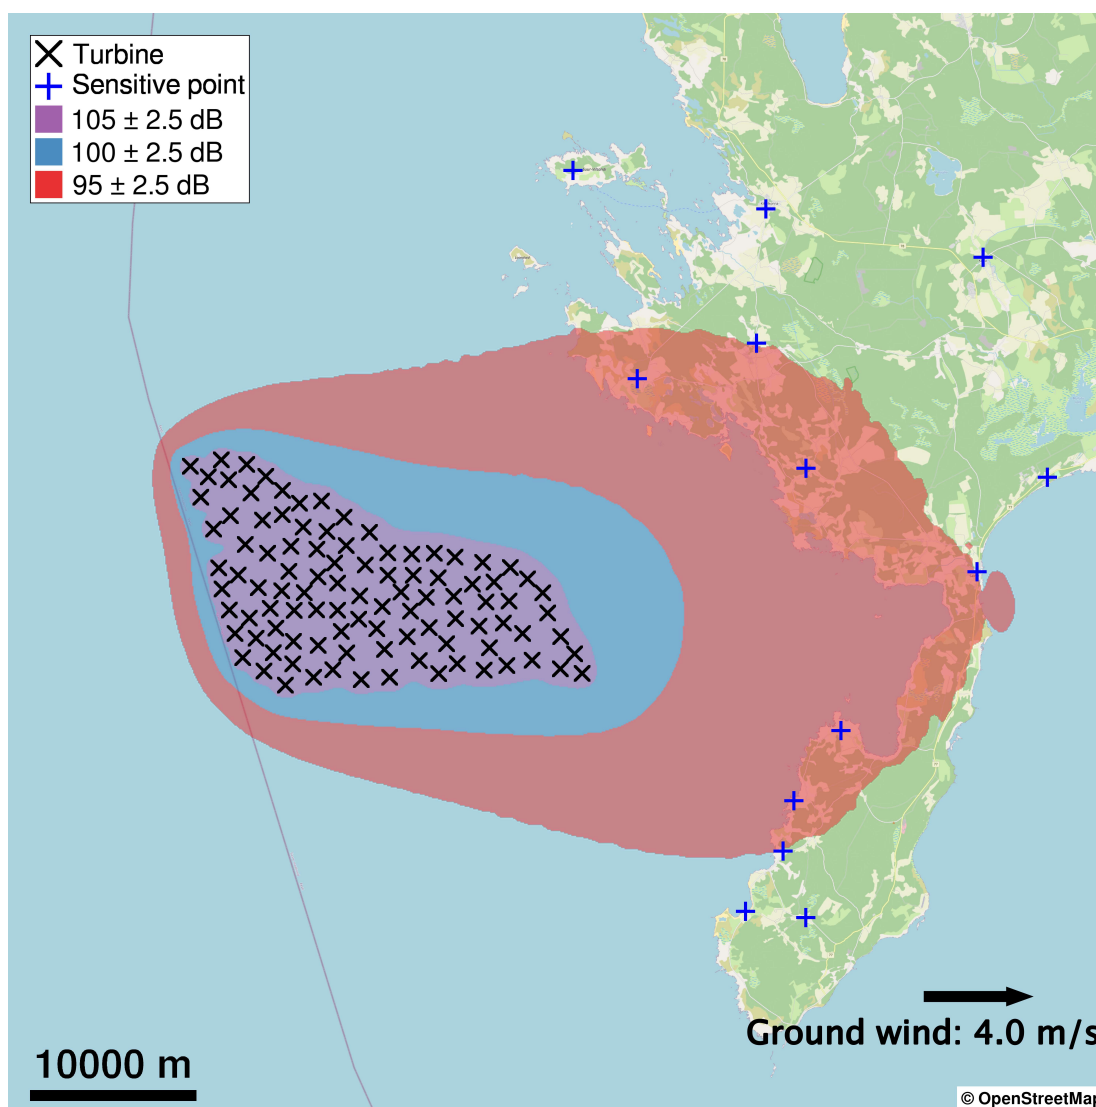 Turbine
Sensitive point
105 ± 2.5 dB
100 ± 2.5 dB
95 ± 2.5 dB
Ground wind: 4.0 m/s
10000 m
© OpenStreetMap